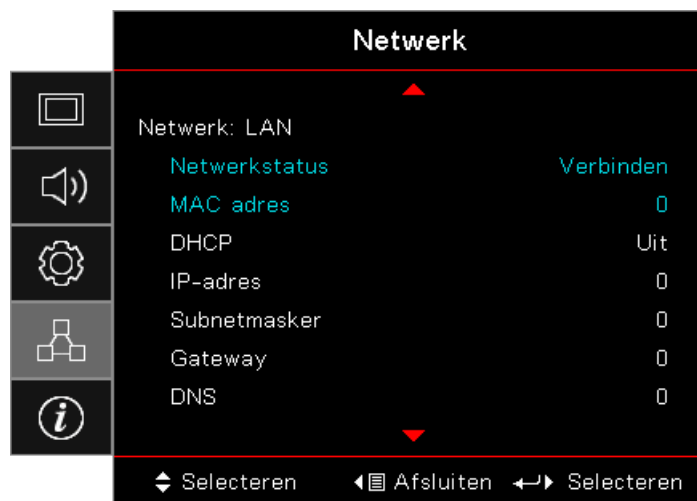 Netwerk
Netwerk: LAN
Netwerkstatus Verbinden
MAC adres 0
DHCP Uit
IP-adres 0
Subnetmasker 0
Gateway 0
DNS 0
Selecteren Afsluiten Selecteren